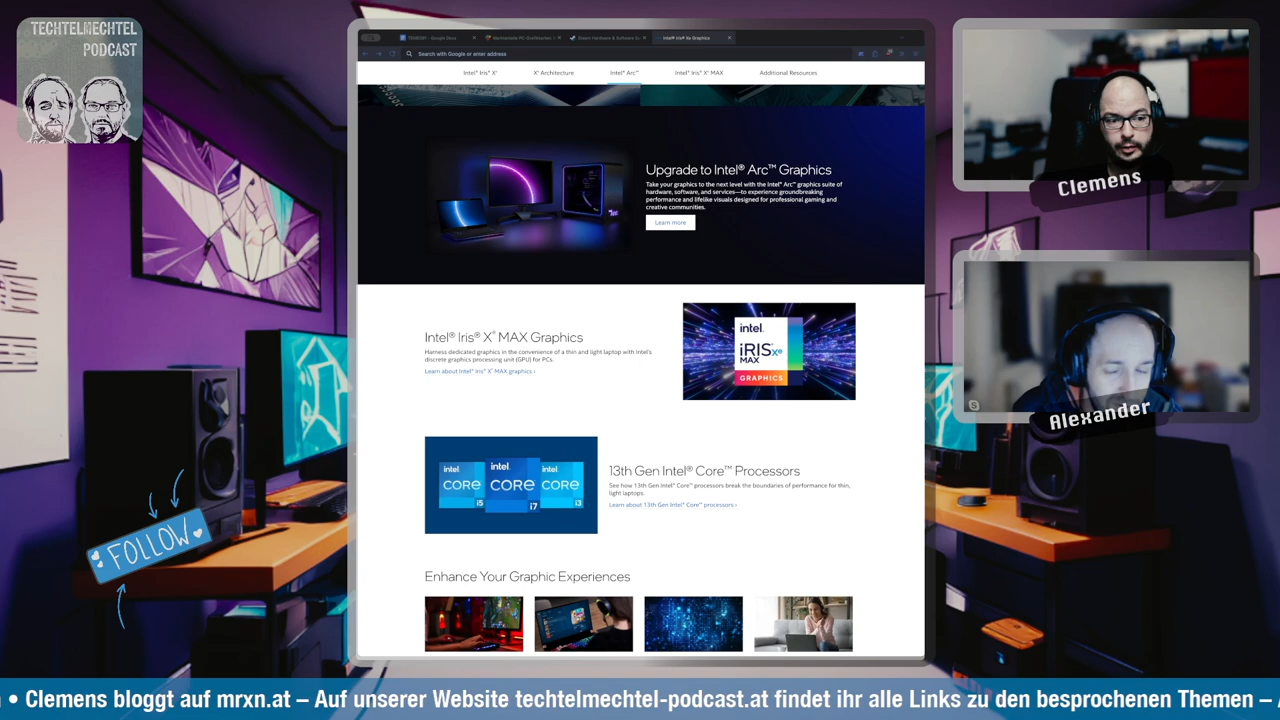 TECHTELMECHTEL
PODCAST
Search with Google or enter address
Intel® Iris® Xe
Xe Architecture
Intel® Arc™
Intel® Iris® Xe MAX
Additional Resources
Upgrade to Intel® Arc™ Graphics
Take your graphics to the next level with the Intel® Arc™ graphics suite of
hardware, software, and services—to experience groundbreaking
performance and lifelike visuals designed for professional gaming and
creative communities.
Learn more
Intel® Iris® Xe MAX Graphics
Harness dedicated graphics in the convenience of a thin and light laptop with Intel's
discrete graphics processing unit (GPU) for PCs.
Learn about Intel® Iris® Xe MAX graphics ›
intel.
iRIS xe
MAX
GRAPHICS
intel
CORE
i5
intel
CORE
i7
intel
CORE
i3
13th Gen Intel® Core™ Processors
See how 13th Gen Intel® Core™ processors break the boundaries of performance for thin,
light laptops.
Learn about 13th Gen Intel® Core™ processors ›
Enhance Your Graphic Experiences
Clemens
Alexander
FOLLOW
• Clemens bloggt auf mrxn.at – Auf unserer Website techtelmechtel-podcast.at findet ihr alle Links zu den besprochenen Themen –